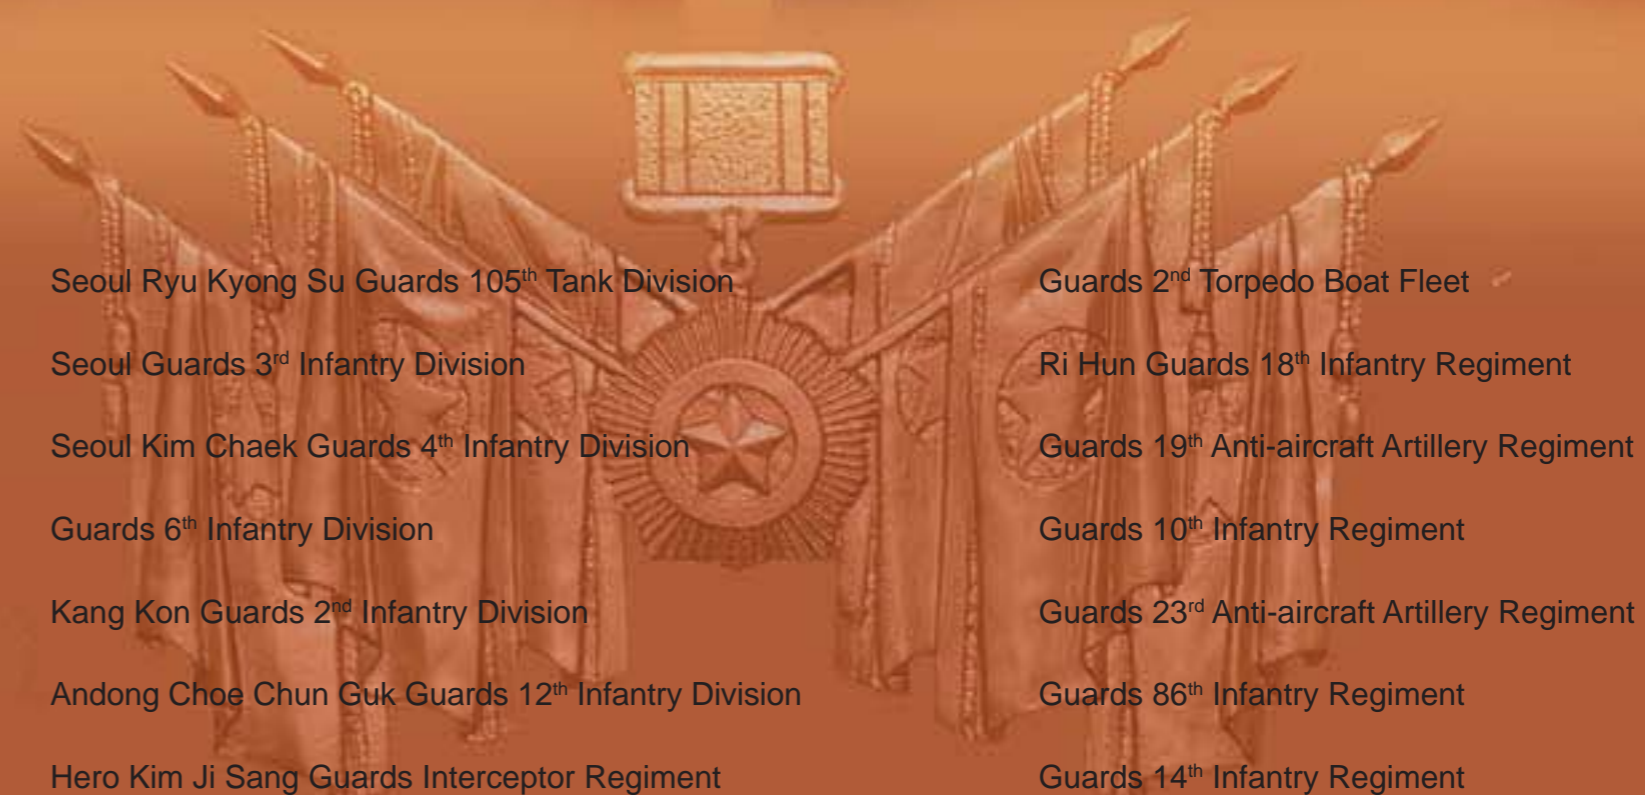 Seoul Ryu Kyong Su Guards 105th Tank Division
Seoul Guards 3rd Infantry Division
Seoul Kim Chaek Guards 4th Infantry Division
Guards 6th Infantry Division
Kang Kon Guards 2nd Infantry Division
Andong Choe Chun Guk Guards 12th Infantry Division
Hero Kim Ji Sang Guards Interceptor Regiment
Guards 2nd Torpedo Boat Fleet
Ri Hun Guards 18th Infantry Regiment
Guards 19th Anti-aircraft Artillery Regiment
Guards 10th Infantry Regiment
Guards 23rd Anti-aircraft Artillery Regiment
Guards 86th Infantry Regiment
Guards 14th Infantry Regiment